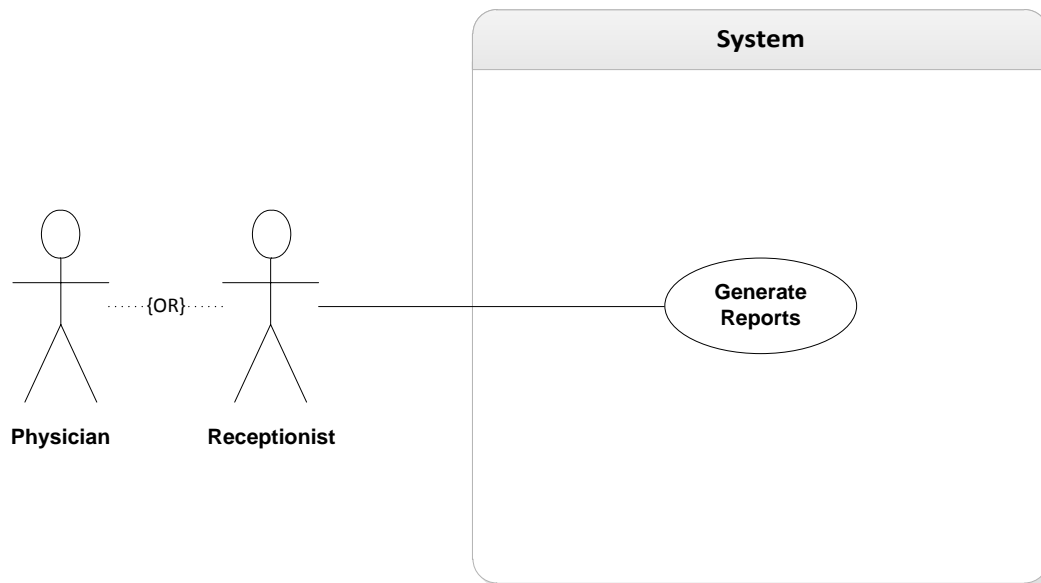 System
{OR}
Generate
Reports
Physician
Receptionist